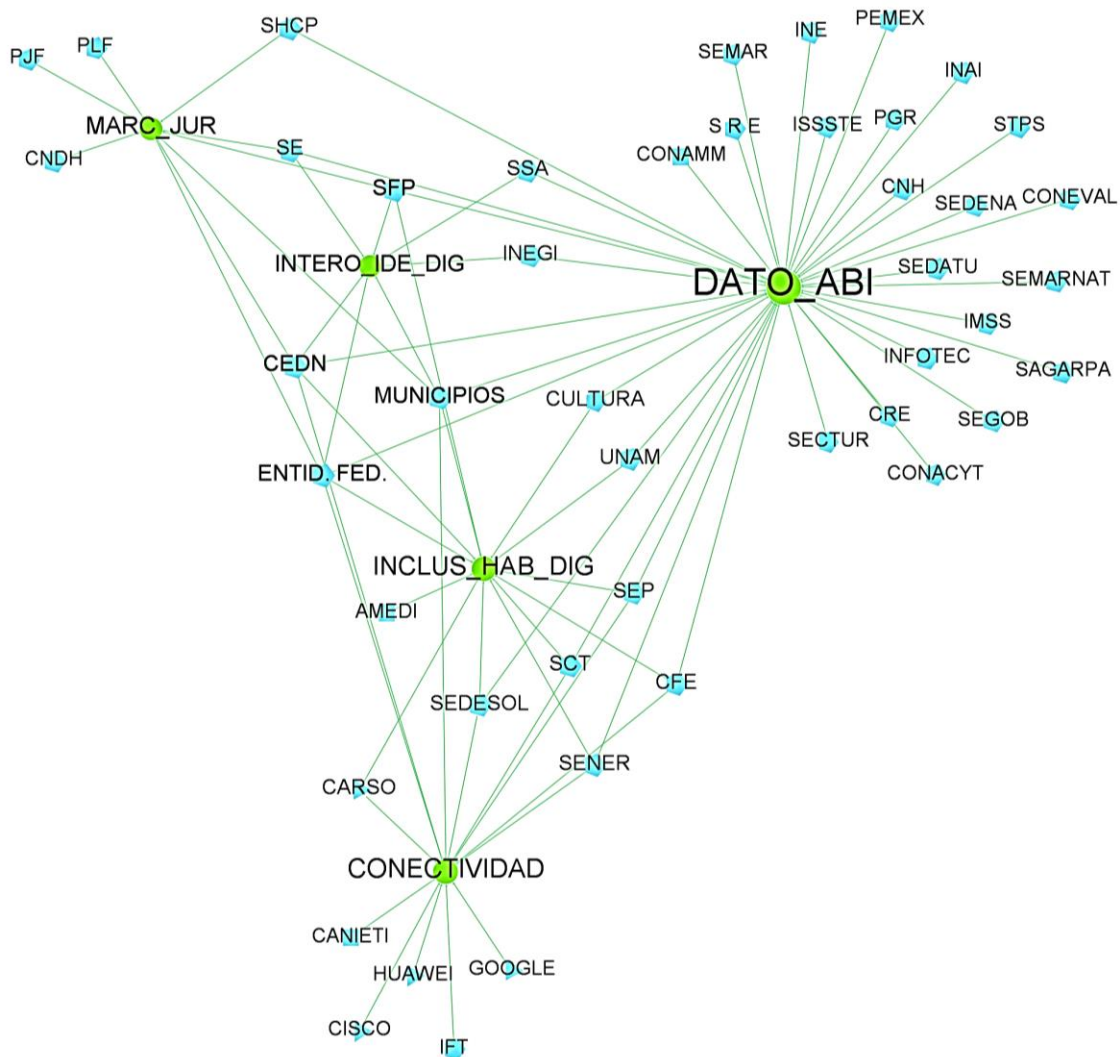 SHCP
PEMEX
INE
PLF
SEMAR
PJF
INAI
MARC_JUR
S R E
ISSSTE
PGR
STPS
SE
CONAMM
CNDH
SSA
SFP
CNH
SEDENA
CONEVAL
INTERO_IDE_DIG
INEGI
DATO_ABI
SEDATU
SEMARNAT
IMSS
CEDN
INFOTEC
SAGARPA
MUNICIPIOS
CULTURA
CRE
SEGOB
SECTUR
UNAM
ENTID. FED.
CONACYT
INCLUS_HAB_DIG
SEP
AMEDI
SCT
CFE
SEDESOL
SENER
CARSO
CONECTIVIDAD
CANIETI
HUAWEI
GOOGLE
CISCO
IFT